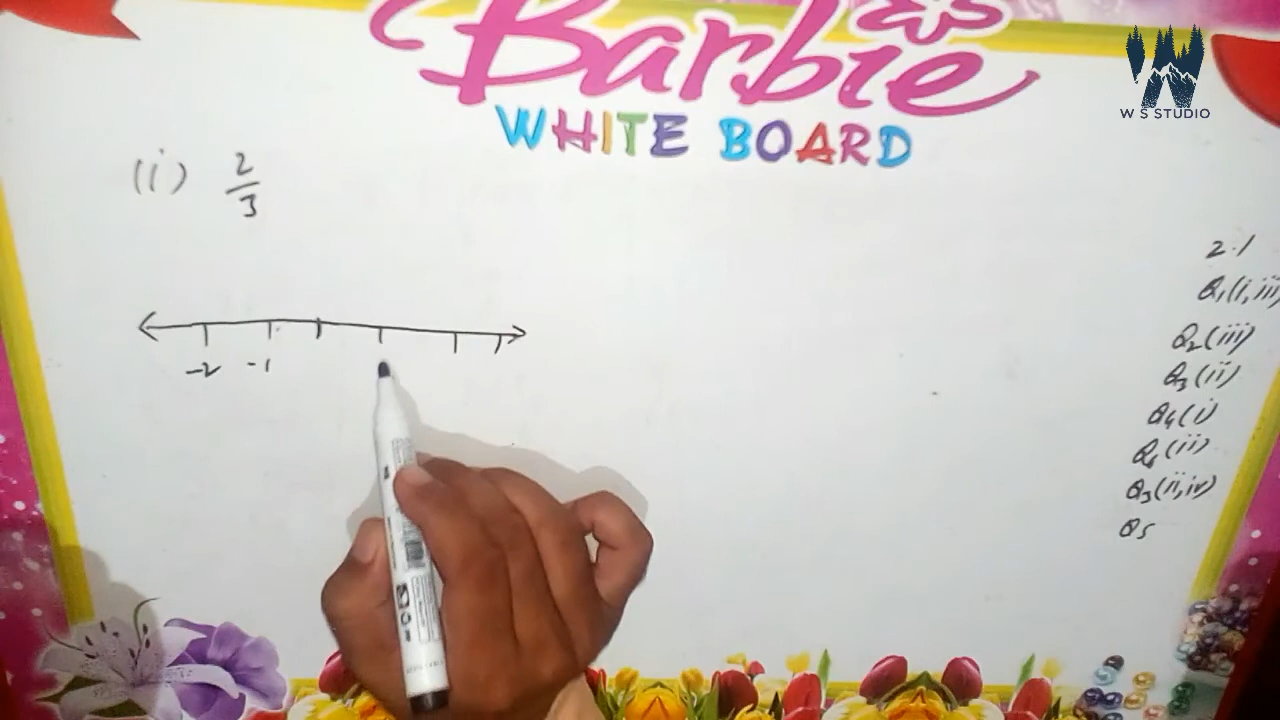 Barbie
WHITE BOARD
W S STUDIO
(i) 2/3
-2 -1
2.1
Q1(i,iii)
Q2(iii)
Q3(ii)
Q4(i)
(ii)
Q3(ii,iv)
Q5